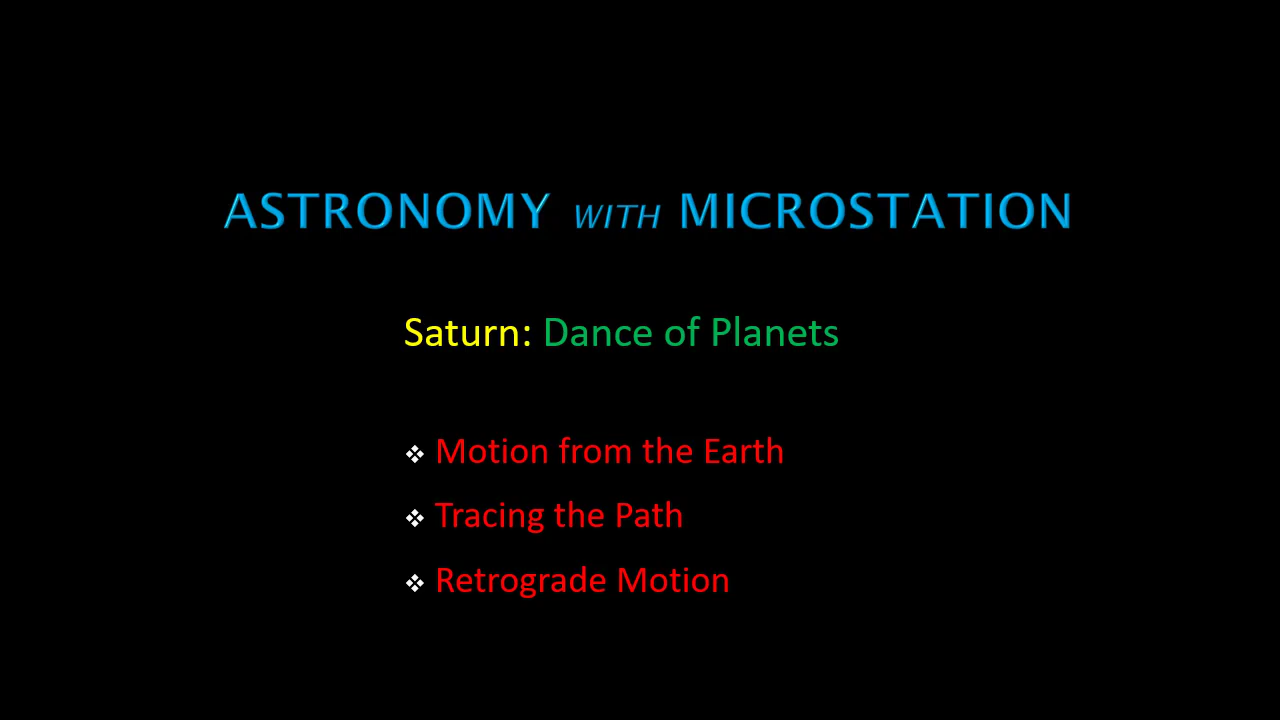 ASTRONOMY WITH MICROSTATION
Saturn: Dance of Planets
❖ Motion from the Earth
❖ Tracing the Path
❖ Retrograde Motion